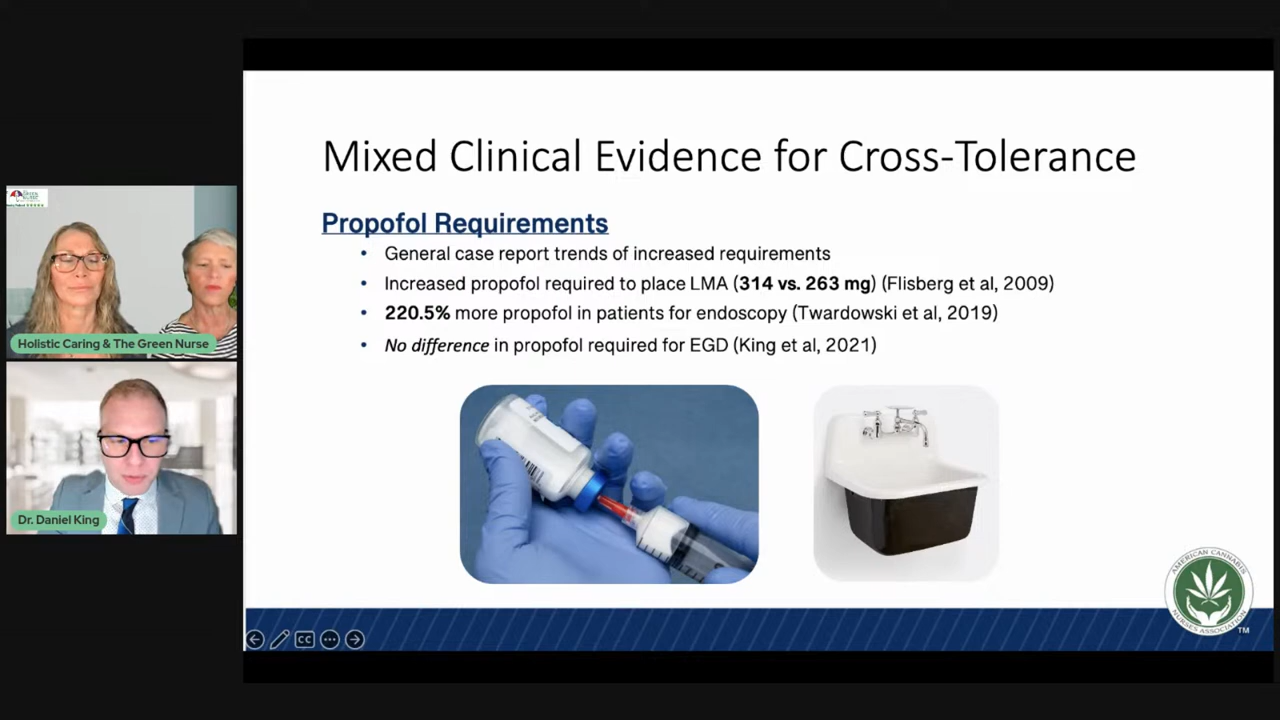 Mixed Clinical Evidence for Cross-Tolerance
Propofol Requirements
• General case report trends of increased requirements
• Increased propofol required to place LMA (314 vs. 263 mg) (Flisberg et al, 2009)
• 220.5% more propofol in patients for endoscopy (Twardowski et al, 2019)
• No difference in propofol required for EGD (King et al, 2021)
Holistic Caring & The Green Nurse
Dr. Daniel King
AMERICAN CANNABIS
NURSES ASSOCIATION
TM
CC